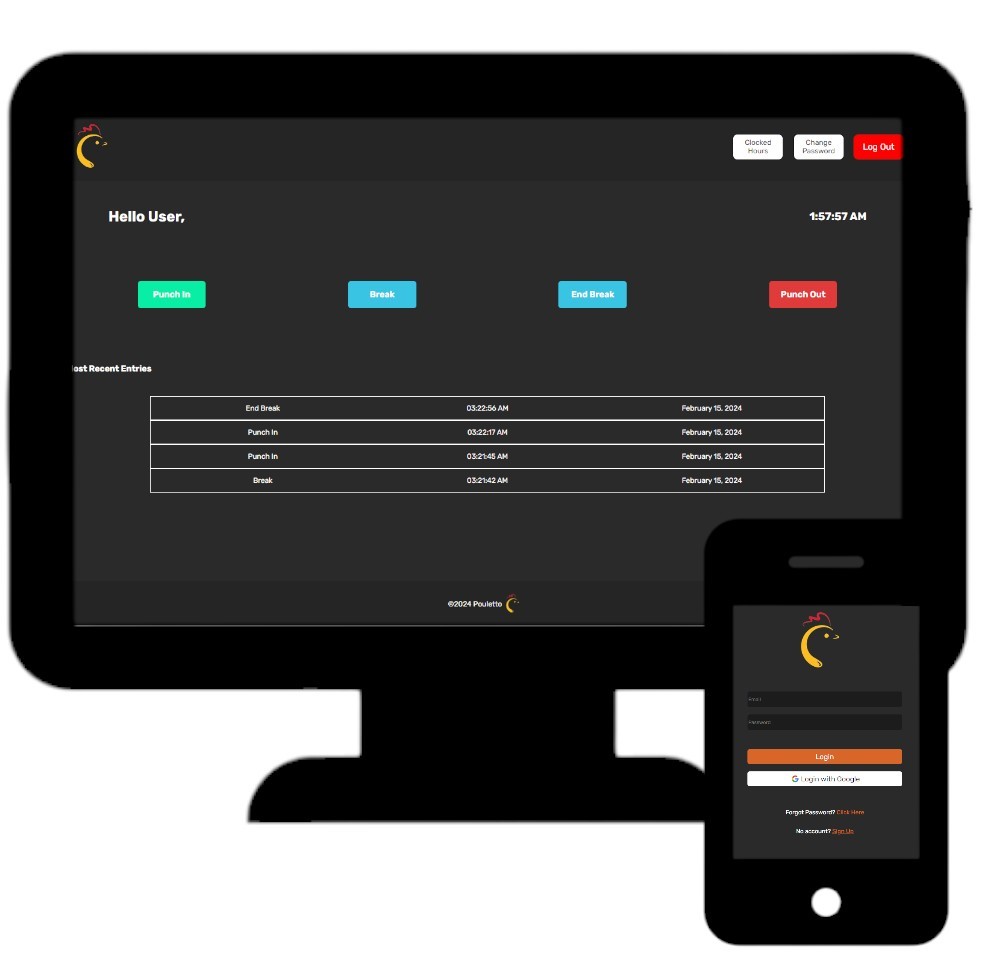 Clocked Hours
Change Password
Log Out
Hello User,
1:57:57 AM
Punch In
Break
End Break
Punch Out
ost Recent Entries
End Break 03:22:56 AM February 15, 2024
Punch In 03:22:17 AM February 15, 2024
Punch In 03:21:45 AM February 15, 2024
Break 03:21:42 AM February 15, 2024
©2024 Pouletto
Email
Password
Login
G Login with Google
Forgot Password? Click Here
No account? Sign Up